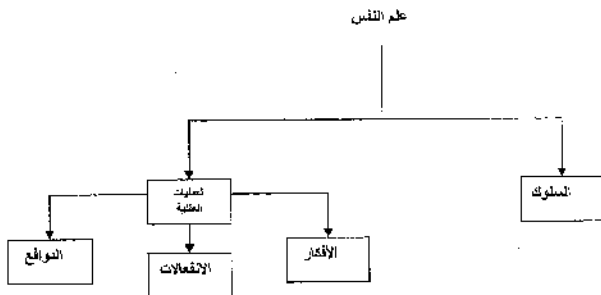 علم النفس
السلوك
العمليات
العقلية
الأفكار
الانفعالات
الدوافع